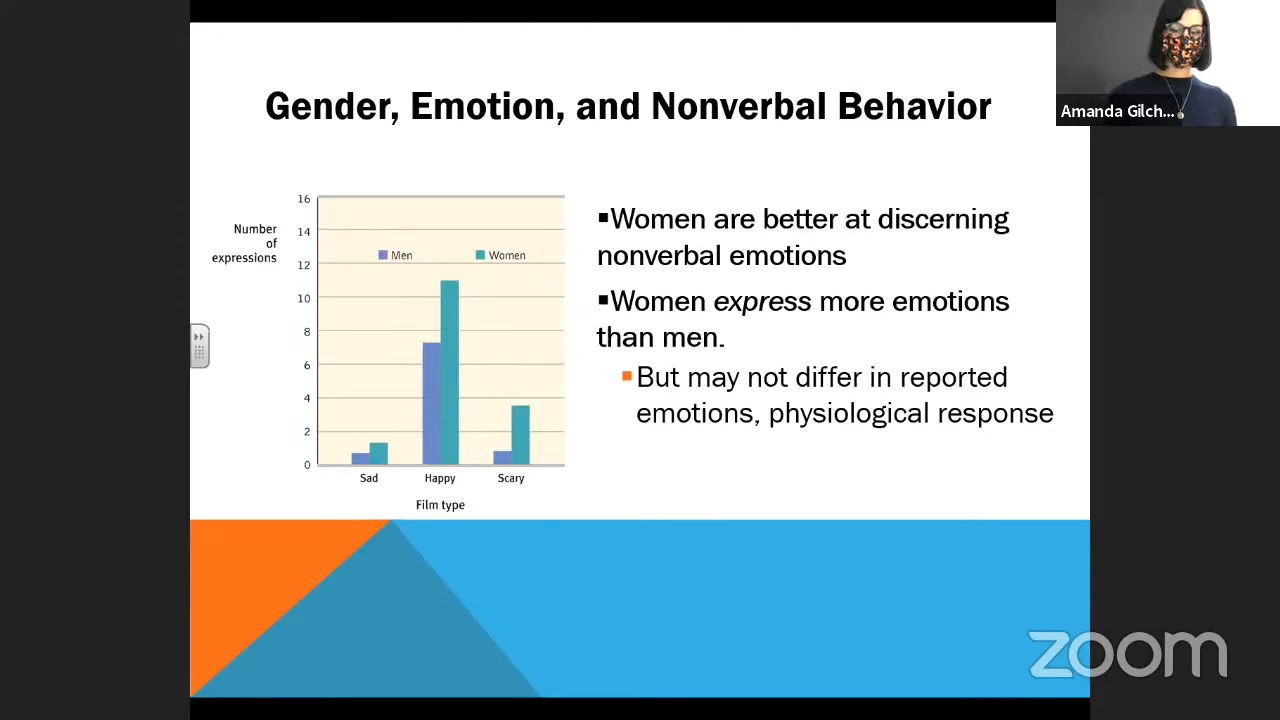 Gender, Emotion, and Nonverbal Behavior
Amanda Gilch...
Number
of
expressions
16
14
12
10
8
6
4
2
0
Men
Women
Sad
Happy
Scary
Film type
▪Women are better at discerning
nonverbal emotions
▪Women express more emotions
than men.
▪But may not differ in reported
emotions, physiological response
zoom